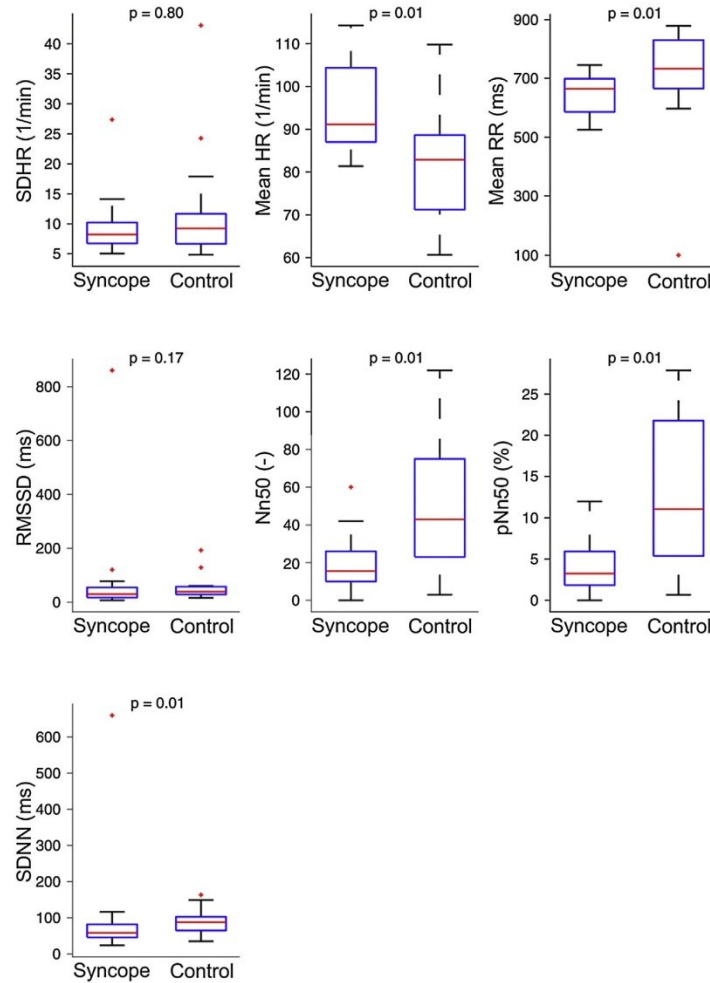 p = 0.80
SDHR (1/min)
40
35
30
25
20
15
10
5
Syncope Control
p = 0.01
Mean HR (1/min)
110
100
90
80
70
60
Syncope Control
p = 0.01
Mean RR (ms)
900
700
500
300
100
Syncope Control
p = 0.17
RMSSD (ms)
800
600
400
200
0
Syncope Control
p = 0.01
Nn50 (-)
120
100
80
60
40
20
0
Syncope Control
p = 0.01
pNn50 (%)
25
20
15
10
5
0
Syncope Control
p = 0.01
SDNN (ms)
600
500
400
300
200
100
0
Syncope Control